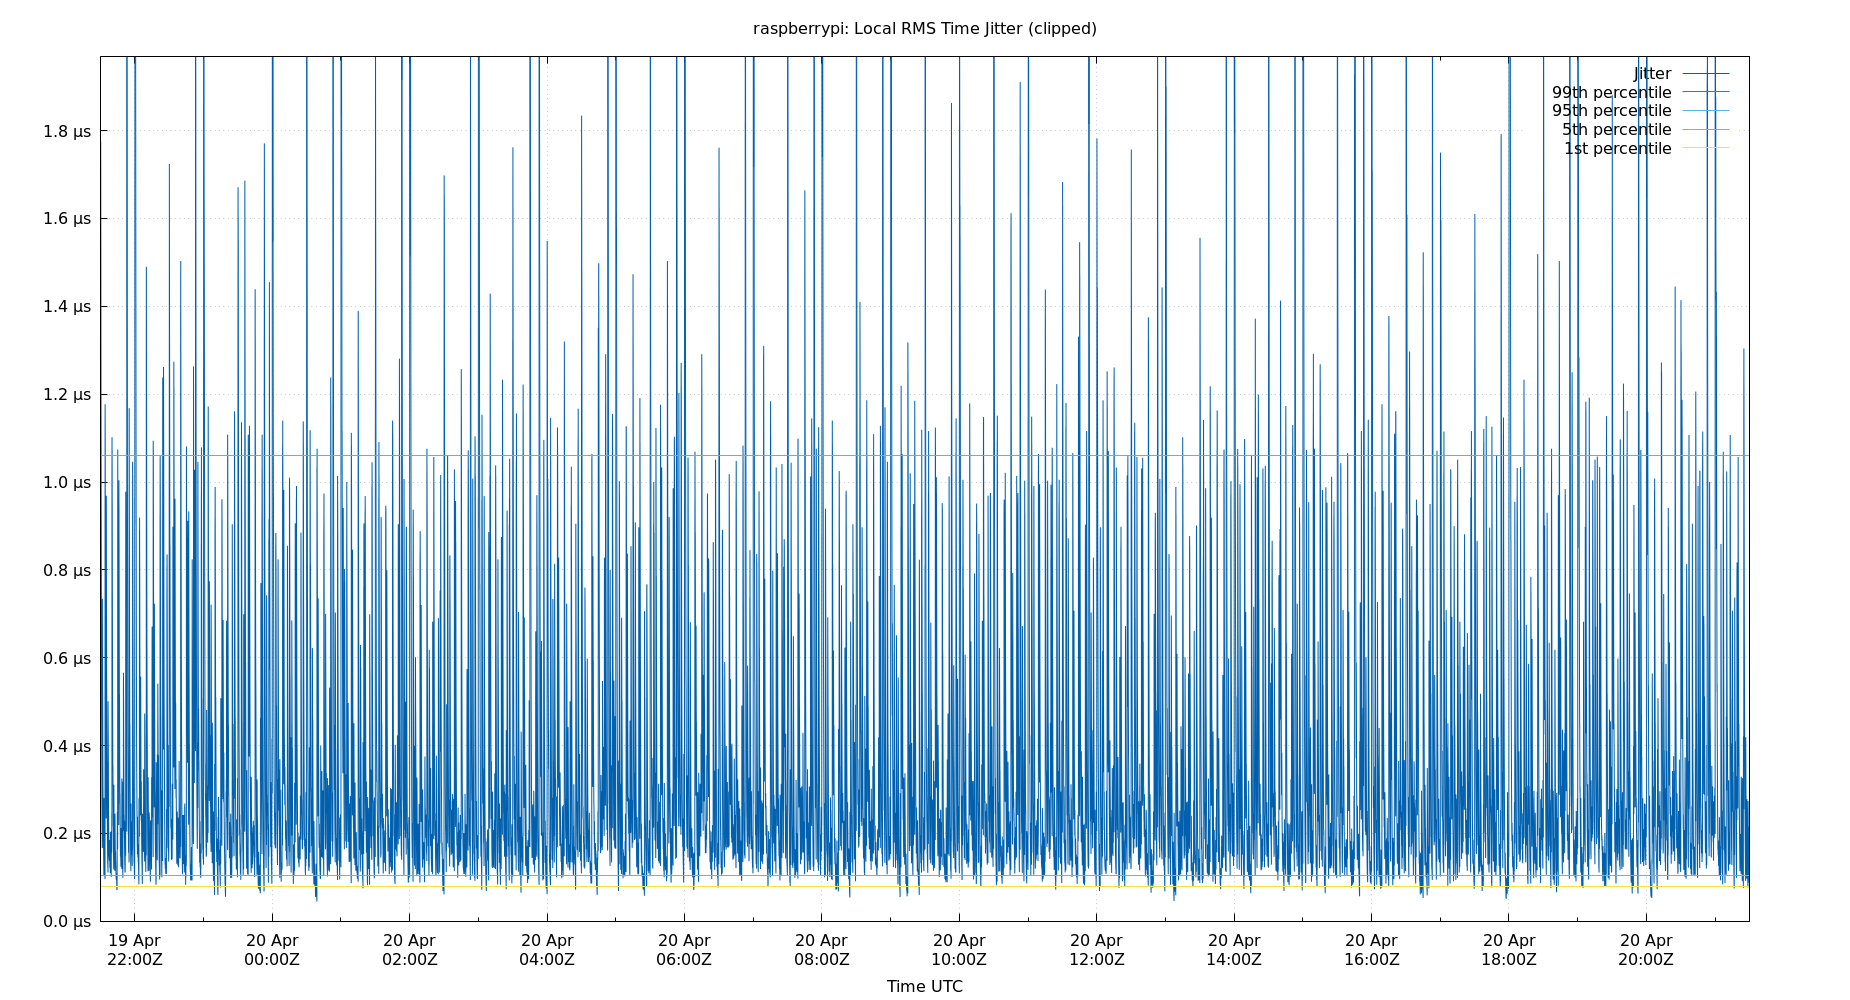 raspberrypi: Local RMS Time Jitter (clipped)
Jitter
99th percentile
95th percentile
5th percentile
1st percentile
1.8 µs
1.6 µs
1.4 µs
1.2 µs
1.0 µs
0.8 µs
0.6 µs
0.4 µs
0.2 µs
0.0 µs
19 Apr 20 Apr 20 Apr 20 Apr 20 Apr 20 Apr 20 Apr 20 Apr 20 Apr 20 Apr 20 Apr 20 Apr
22:00Z 00:00Z 02:00Z 04:00Z 06:00Z 08:00Z 10:00Z 12:00Z 14:00Z 16:00Z 18:00Z 20:00Z
Time UTC